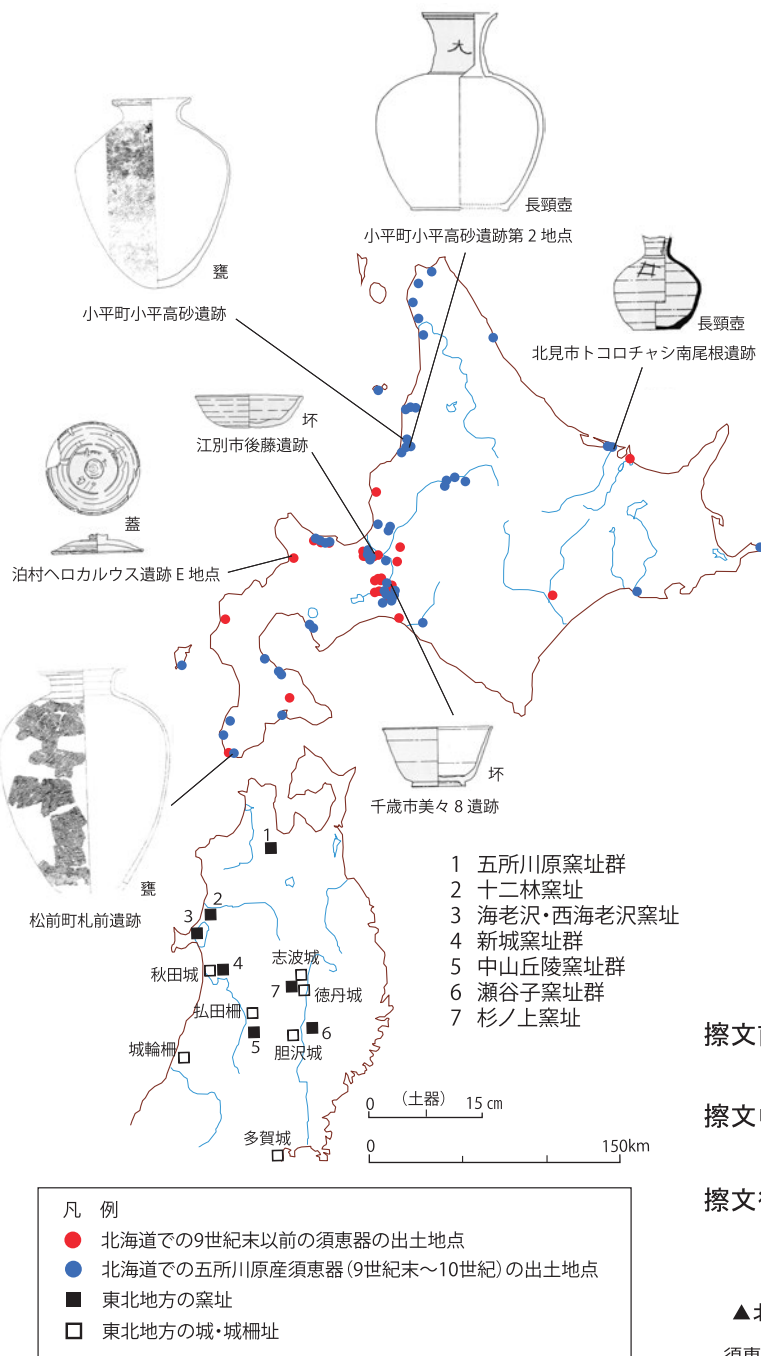 大
長頸壺
小平町小平高砂遺跡第2地点
甕
小平町小平高砂遺跡
長頸壺
北見市トコロチャシ南尾根遺跡
坏
江別市後藤遺跡
蓋
泊村ヘロカルウス遺跡E地点
坏
千歳市美々8遺跡
甕
松前町札前遺跡
1
2
3
秋田城
4
志波城
7
徳丹城
払田柵
5
胆沢城
6
城輪柵
多賀城
1 五所川原窯址群
2 十二林窯址
3 海老沢・西海老沢窯址
4 新城窯址群
5 中山丘陵窯址群
6 瀬谷子窯址群
7 杉ノ上窯址
0 (土器) 15㎝
0 150km
擦文
擦文
擦文
凡 例
北海道での9世紀末以前の須恵器の出土地点
北海道での五所川原産須恵器(9世紀末〜10世紀)の出土地点
東北地方の窯址
東北地方の城・城柵址
▲北
須恵